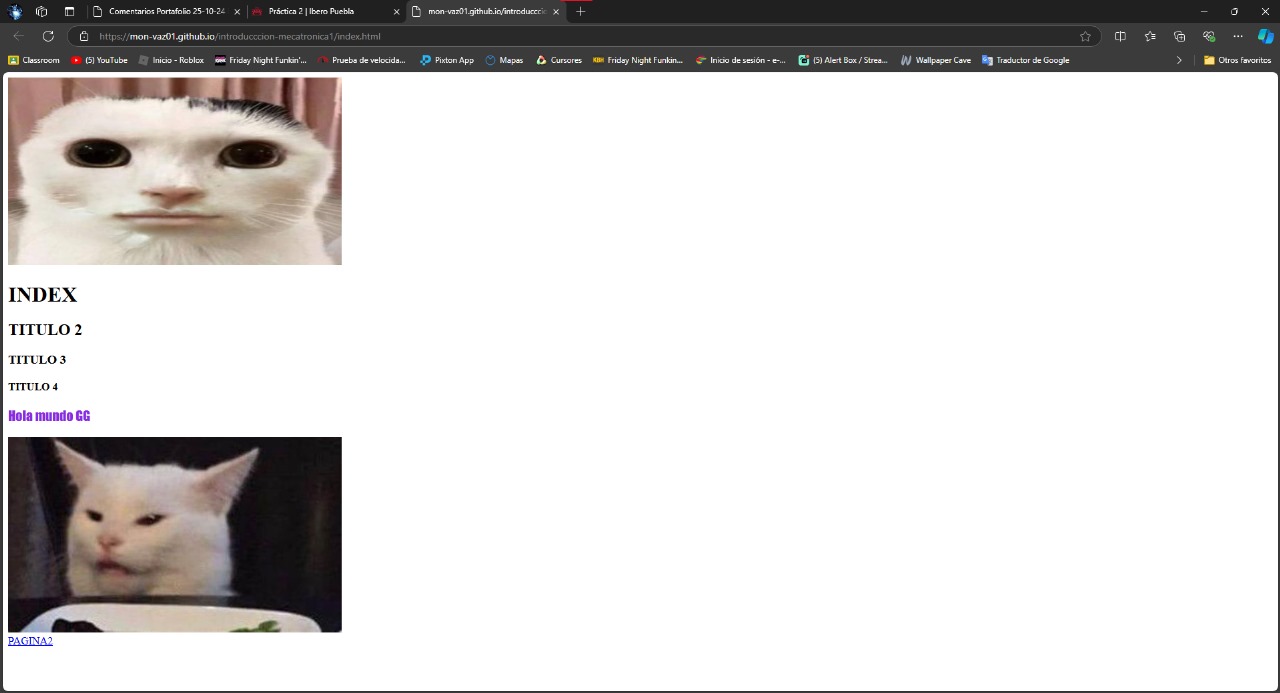 Comentarios Portafolio 25-10-24
Práctica 2 | Ibero Puebla
mon-vaz01.github.io/introducccio
https://mon-vaz01.github.io/introducccion-mecatronica1/index.html
Classroom
(5) YouTube
Inicio - Roblox
Friday Night Funkin'...
Prueba de velocida...
Pixton App
Mapas
Cursores
Friday Night Funkin...
Inicio de sesión - e-...
(5) Alert Box / Strea...
Wallpaper Cave
Traductor de Google
Otros favoritos
INDEX
TITULO 2
TITULO 3
TITULO 4
Hola mundo GG
PAGINA2